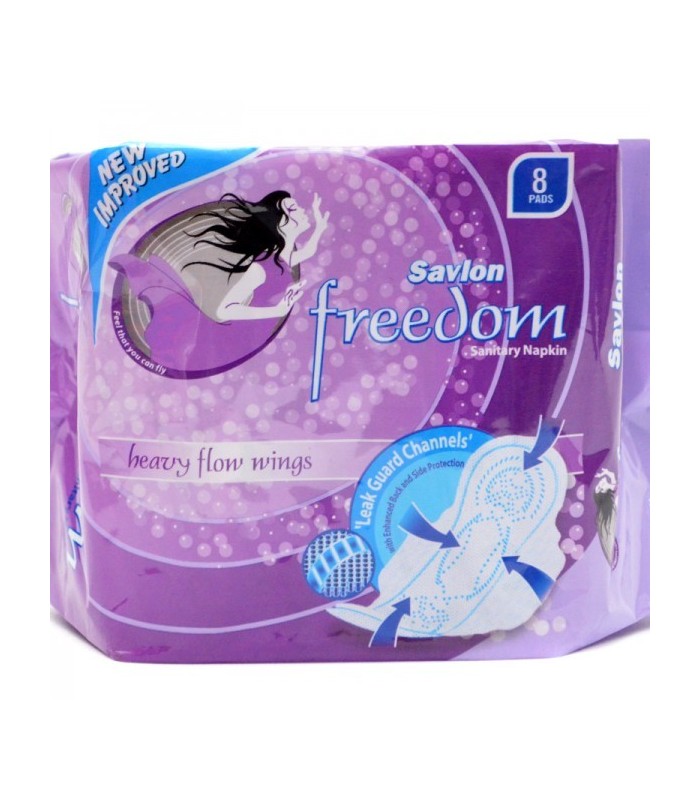 NEW
IMPROVED
8
PADS
Savlon
freedom
Sanitary Napkin
Feel that you can fly
heavy flow wings
'Leak Guard Channels'
with Enhanced Back and Side Protection
Savlon